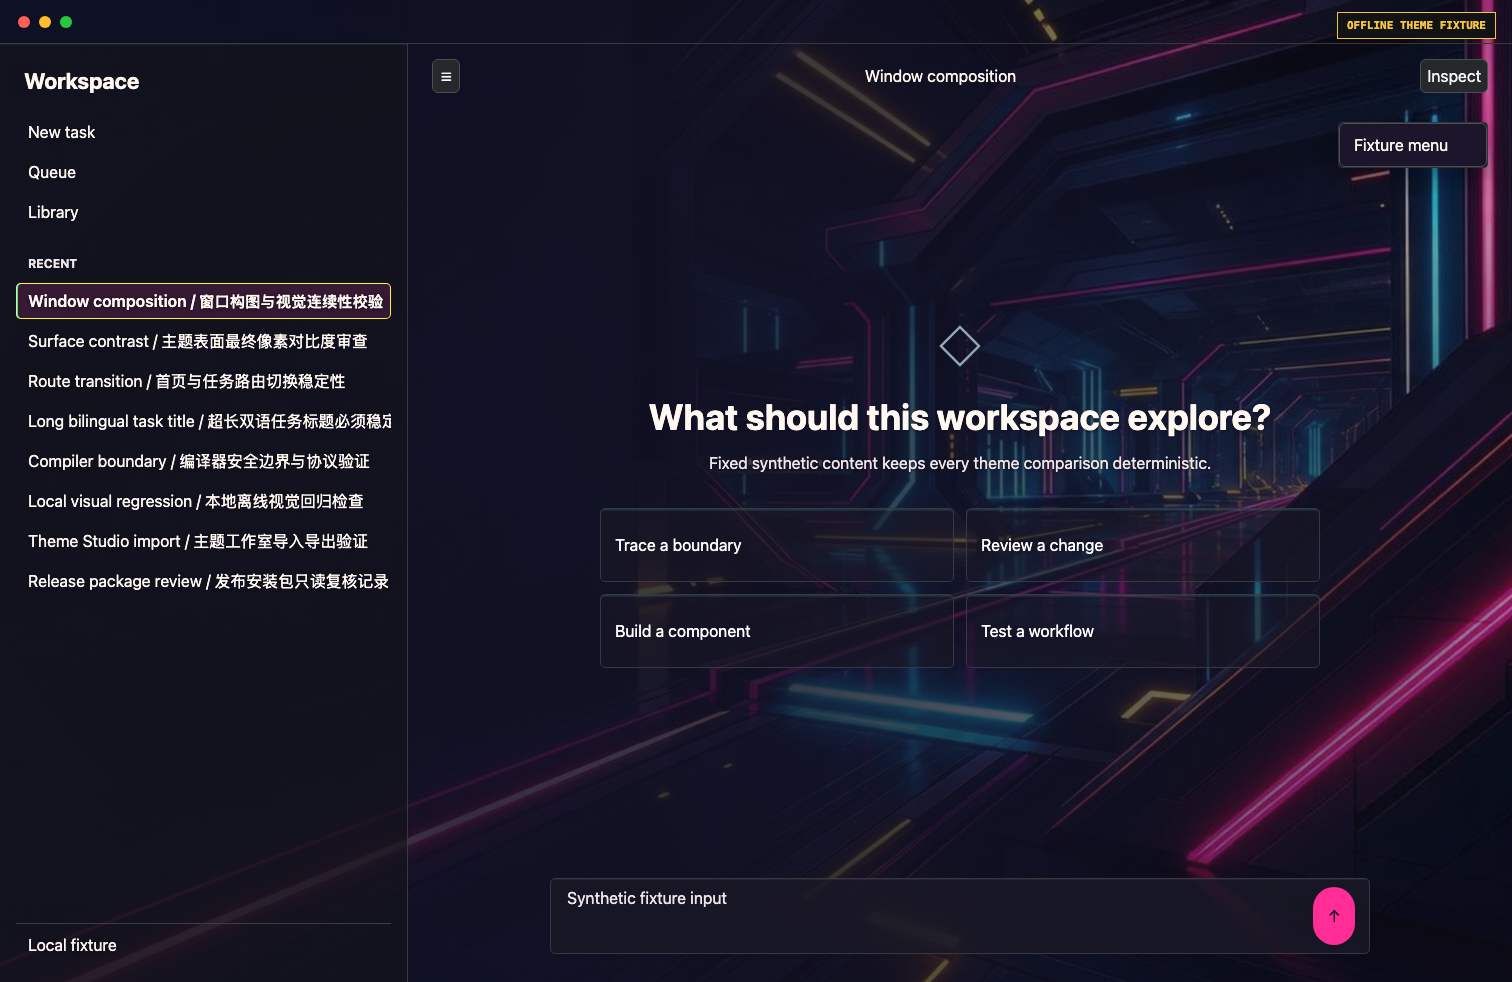 OFFLINE THEME FIXTURE
Workspace
New task
Queue
Library
RECENT
Window composition / 窗口构图与视觉连续性校验
Surface contrast / 主题表面最终像素对比度审查
Route transition / 首页与任务路由切换稳定性
Long bilingual task title / 超长双语任务标题必须稳定
Compiler boundary / 编译器安全边界与协议验证
Local visual regression / 本地离线视觉回归检查
Theme Studio import / 主题工作室导入导出验证
Release package review / 发布安装包只读复核记录
Local fixture
Window composition
Inspect
Fixture menu
What should this workspace explore?
Fixed synthetic content keeps every theme comparison deterministic.
Trace a boundary
Review a change
Build a component
Test a workflow
Synthetic fixture input